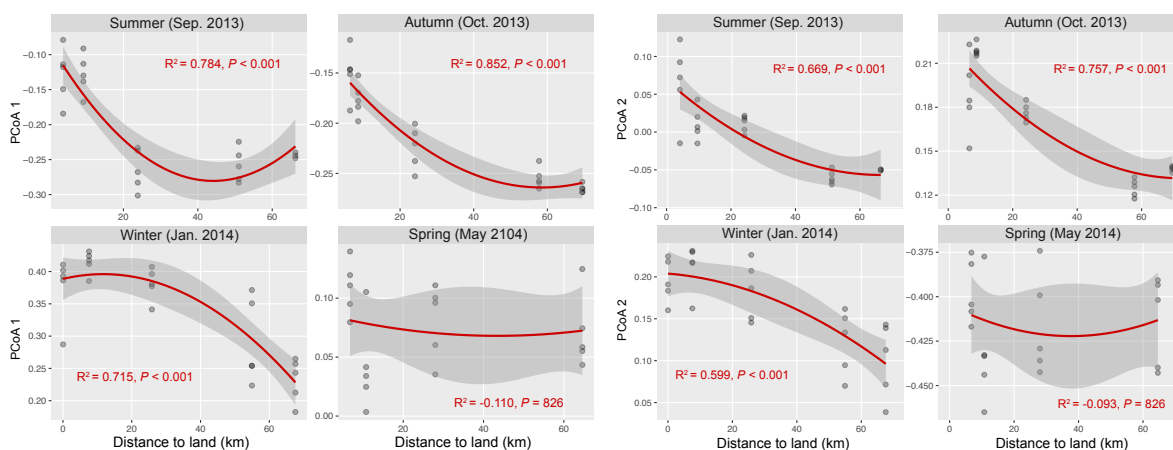 Summer (Sep. 2013)
Autumn (Oct. 2013)
Summer (Sep. 2013)
Autumn (Oct. 2013)
PCoA 1
−0.10
−0.15
−0.20
−0.25
−0.30
R² = 0.784, P < 0.001
20
40
60
−0.15
−0.20
−0.25
R² = 0.852, P < 0.001
20
40
60
PCoA 2
0.10
0.05
0.00
−0.05
−0.10
R² = 0.669, P < 0.001
20
40
60
0.21
0.18
0.15
0.12
R² = 0.757, P < 0.001
20
40
60
Winter (Jan. 2014)
Spring (May 2104)
Winter (Jan. 2014)
Spring (May 2014)
PCoA 1
0.40
0.35
0.30
0.25
0.20
R² = 0.715, P < 0.001
0
20
40
60
Distance to land (km)
0.10
0.05
0.00
R² = -0.110, P = 826
20
40
60
Distance to land (km)
PCoA 2
0.20
0.15
0.10
0.05
R² = 0.599, P < 0.001
0
20
40
60
Distance to land (km)
−0.375
−0.400
−0.425
−0.450
R² = -0.093, P = 826
20
40
60
Distance to land (km)